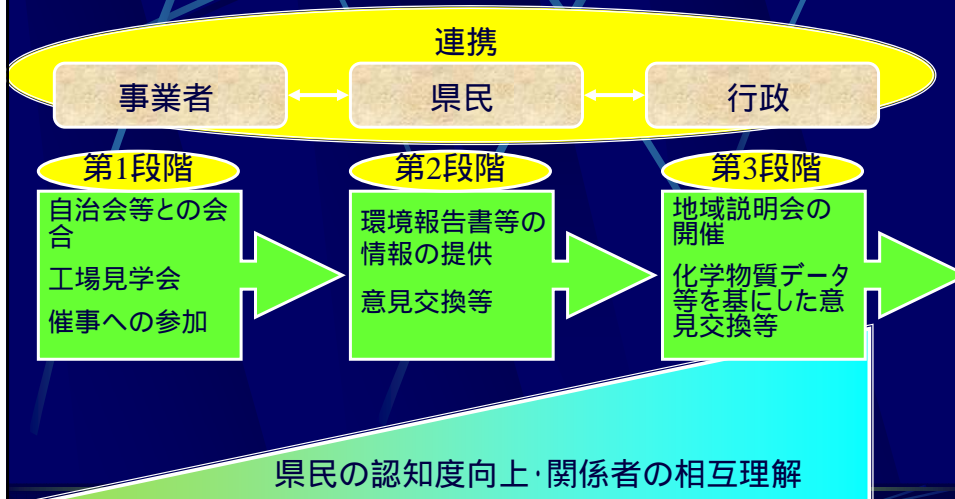 連携
事業者
県民
行政
第1段階
第2段階
第3段階
自治会等との会
合
工場見学会
催事への参加
環境報告書等の
情報の提供
意見交換等
地域説明会の
開催
化学物質データ
等を基にした意
見交換等
県民の認知度向上･関係者の相互理解